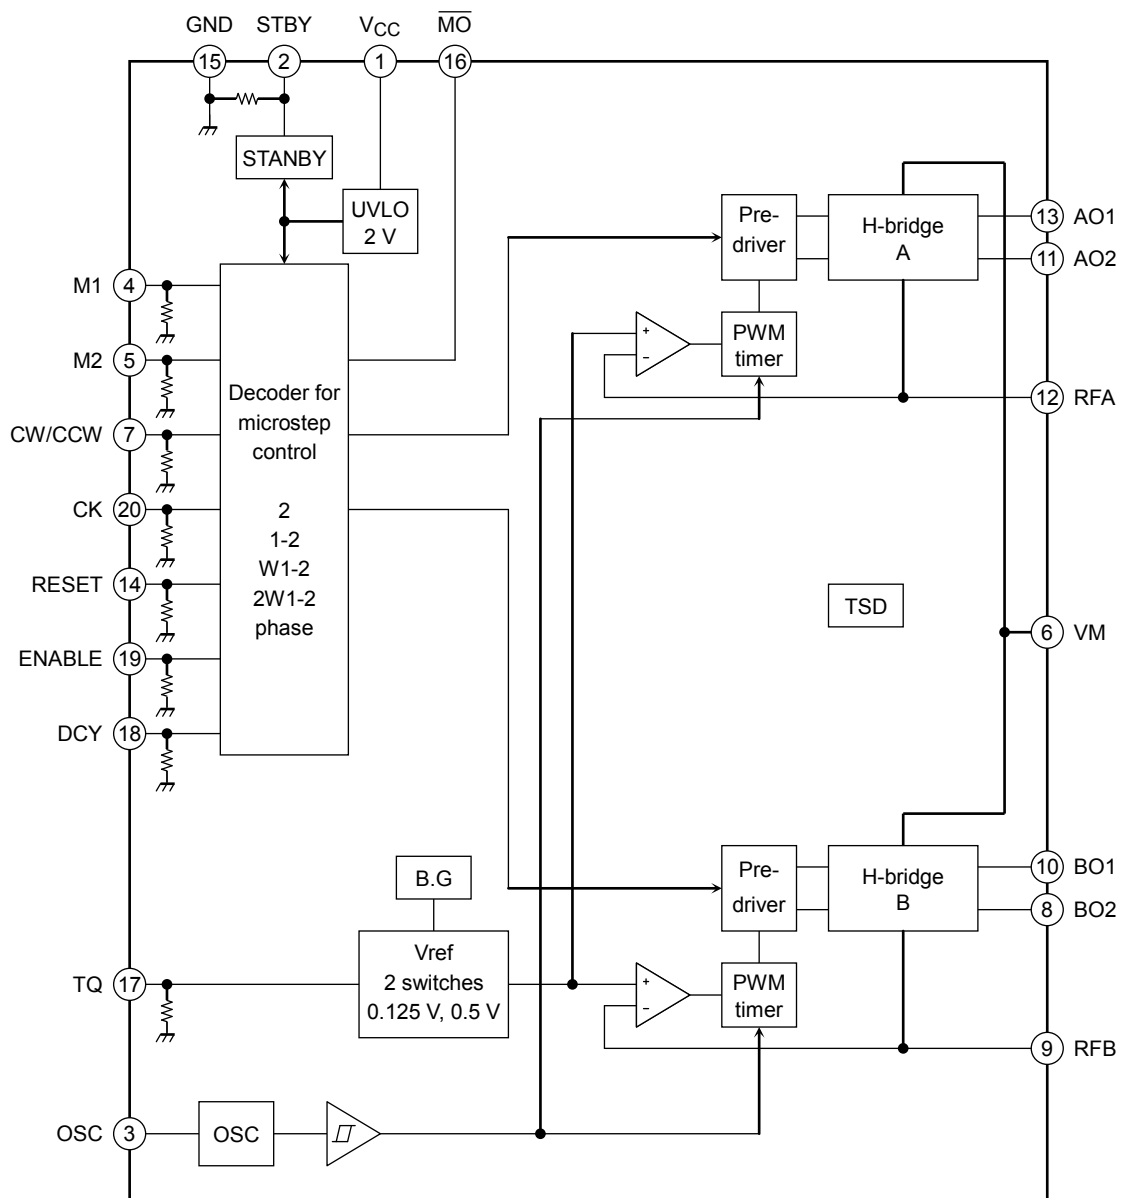 GND STBY VCC M̅O̅
15 2 1 16
STANBY
UVLO
2 V
M1 4
M2 5
CW/CCW 7
CK 20
RESET 14
ENABLE 19
DCY 18
Decoder for
microstep
control
2
1-2
W1-2
2W1-2
phase
Pre-
driver
H-bridge
A
13 AO1
11 AO2
+
−
PWM
timer
12 RFA
TSD
6 VM
B.G
Pre-
driver
H-bridge
B
10 BO1
8 BO2
TQ 17
Vref
2 switches
0.125 V, 0.5 V
+
−
PWM
timer
9 RFB
OSC 3
OSC